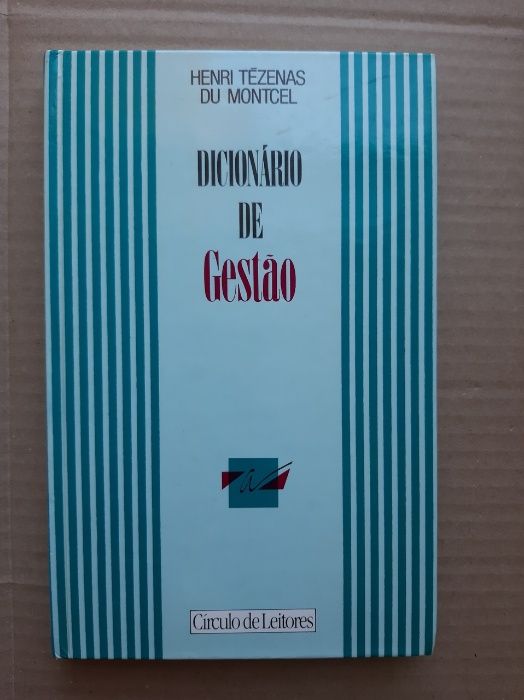 HENRI TÉZENAS
DU MONTCEL
DICIONÁRIO
DE
Gestão
a
Círculo de Leitores